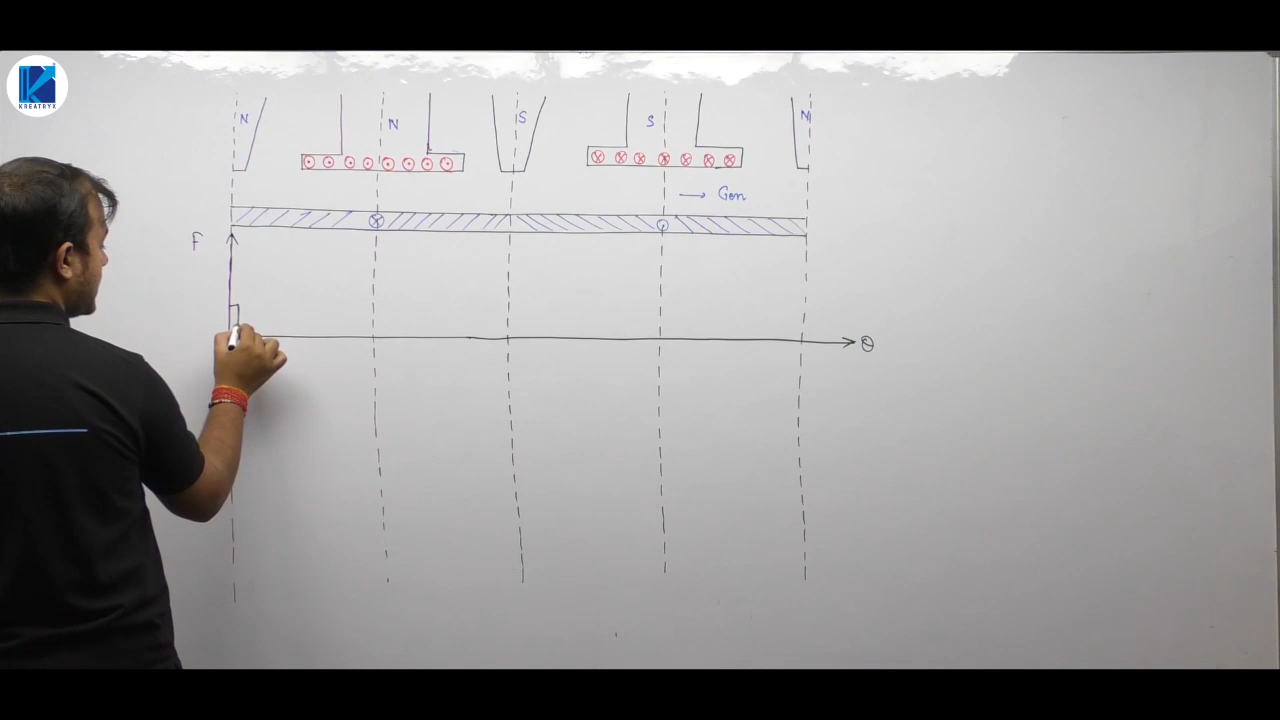 KREATRYX
N N S S N
→ Gen
F
θ